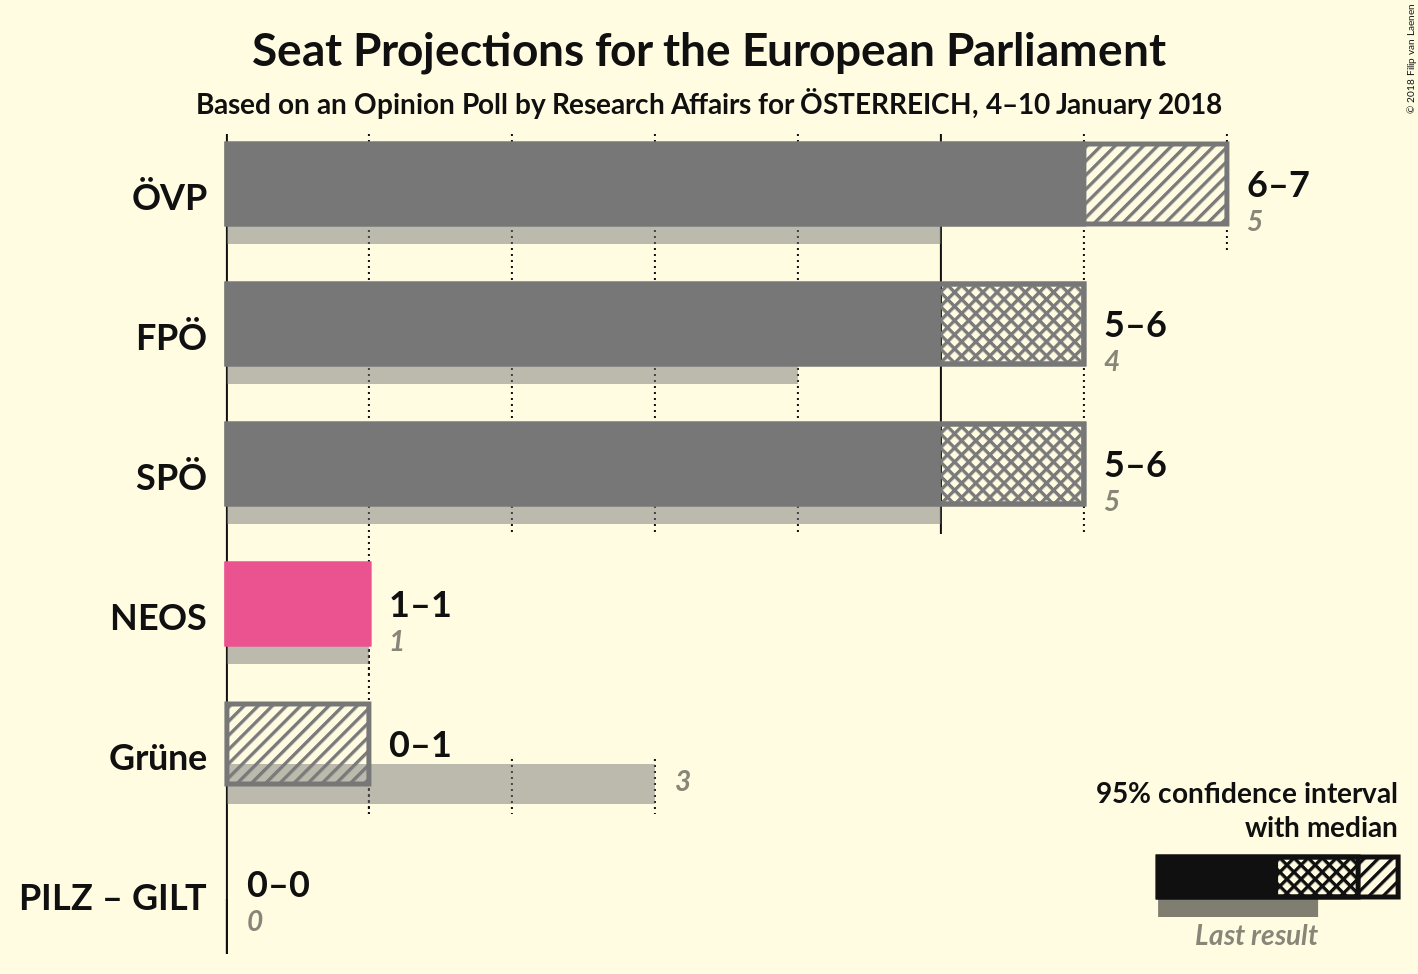 Seat Projections for the European Parliament
Based on an Opinion Poll by Research Affairs for ÖSTERREICH, 4–10 January 2018
© 2018 Filip van Laenen
ÖVP
6–7
5
FPÖ
5–6
4
SPÖ
5–6
5
NEOS
1–1
1
Grüne
0–1
3
PILZ – GILT
0–0
0
95% confidence interval
with median
Last result